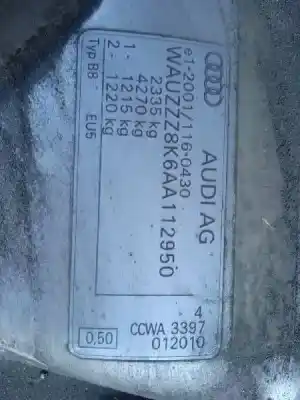 AUDI AG
e1*2001/116*0430
WAUZZZ8K6AA112950
2335 kg
4270 kg
1- 1215 kg
2- 1220 kg
Typ B8 EU5
4
CCWA 3397
0,50 012010